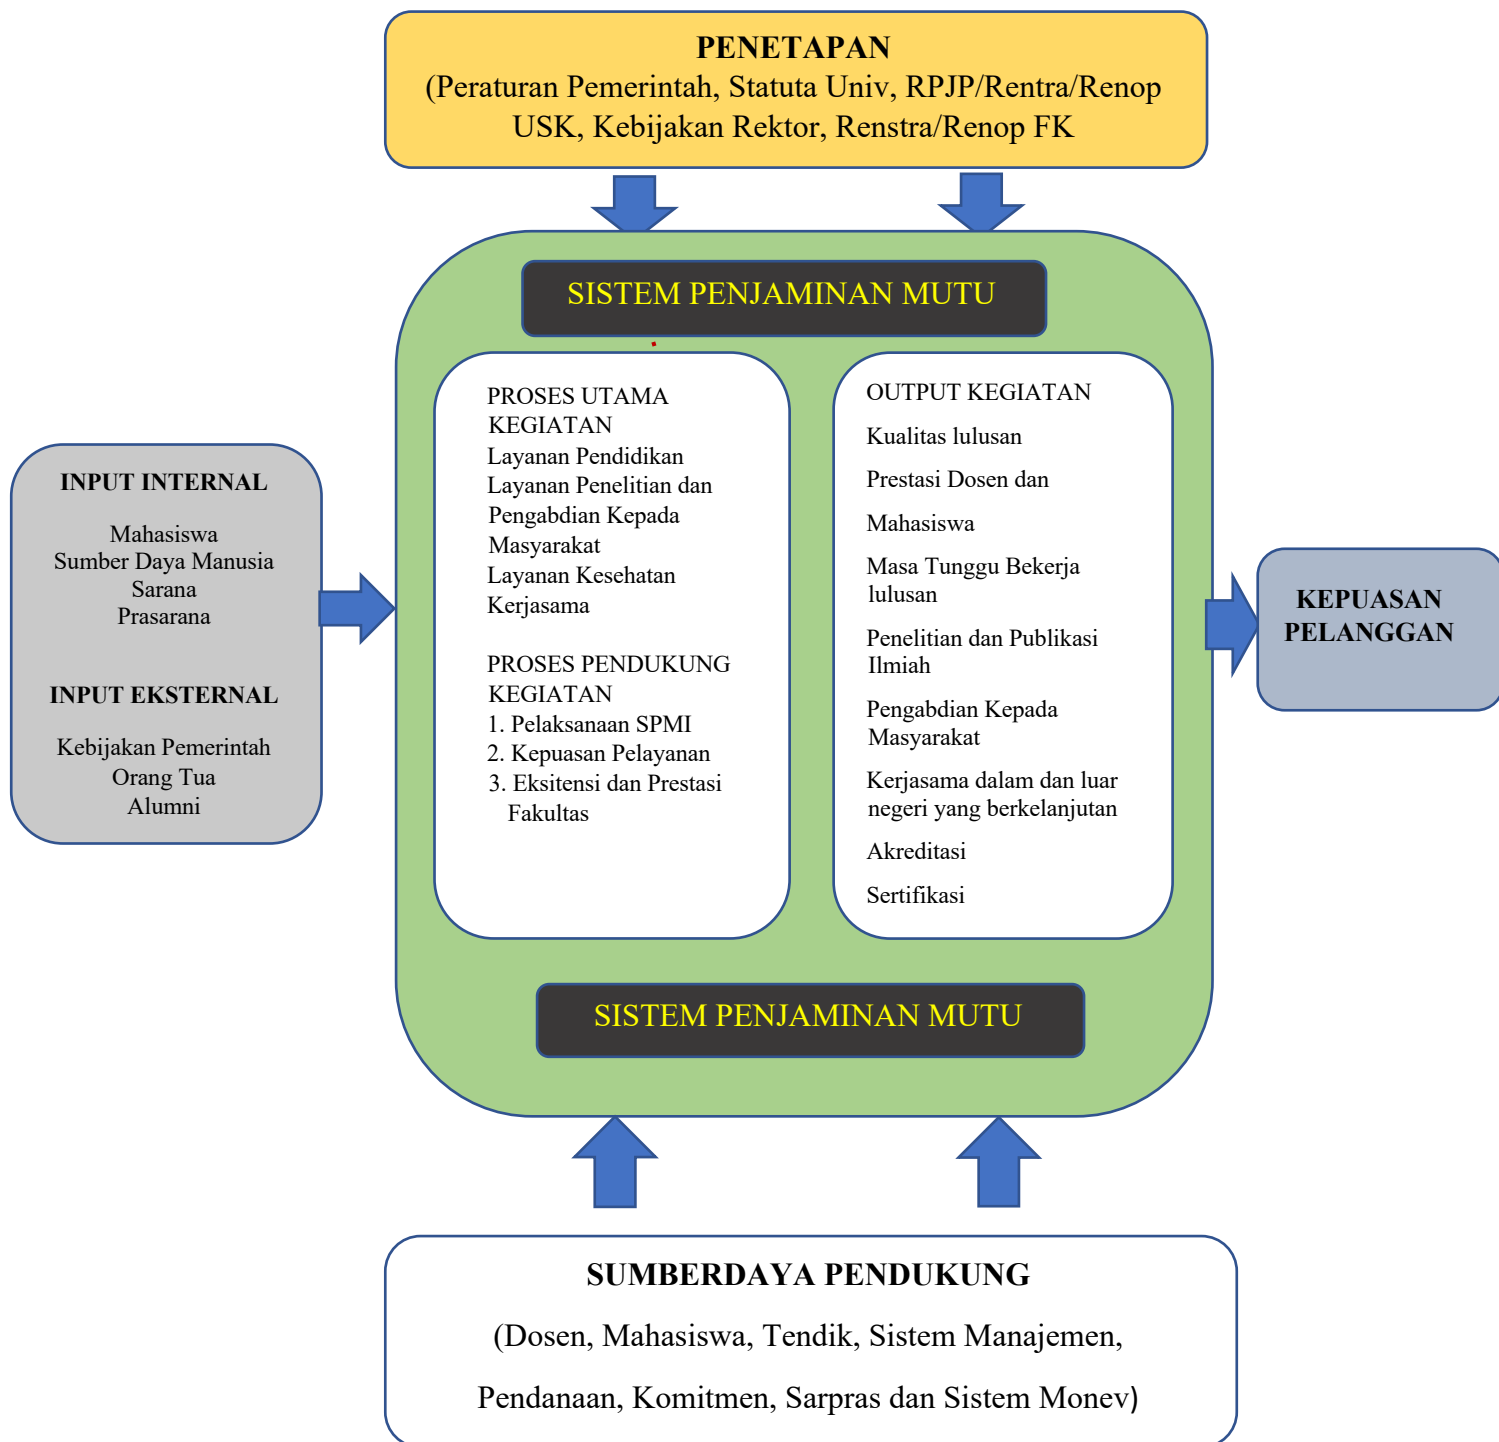 PENETAPAN
(Peraturan Pemerintah, Statuta Univ, RPJP/Rentra/Renop
USK, Kebijakan Rektor, Renstra/Renop FK
SISTEM PENJAMINAN MUTU
INPUT INTERNAL
Mahasiswa
Sumber Daya Manusia
Sarana
Prasarana
INPUT EKSTERNAL
Kebijakan Pemerintah
Orang Tua
Alumni
PROSES UTAMA
KEGIATAN
Layanan Pendidikan
Layanan Penelitian dan
Pengabdian Kepada
Masyarakat
Layanan Kesehatan
Kerjasama
PROSES PENDUKUNG
KEGIATAN
1. Pelaksanaan SPMI
2. Kepuasan Pelayanan
3. Eksitensi dan Prestasi
Fakultas
OUTPUT KEGIATAN
Kualitas lulusan
Prestasi Dosen dan
Mahasiswa
Masa Tunggu Bekerja
lulusan
Penelitian dan Publikasi
Ilmiah
Pengabdian Kepada
Masyarakat
Kerjasama dalam dan luar
negeri yang berkelanjutan
Akreditasi
Sertifikasi
KEPUASAN
PELANGGAN
SISTEM PENJAMINAN MUTU
SUMBERDAYA PENDUKUNG
(Dosen, Mahasiswa, Tendik, Sistem Manajemen,
Pendanaan, Komitmen, Sarpras dan Sistem Monev)